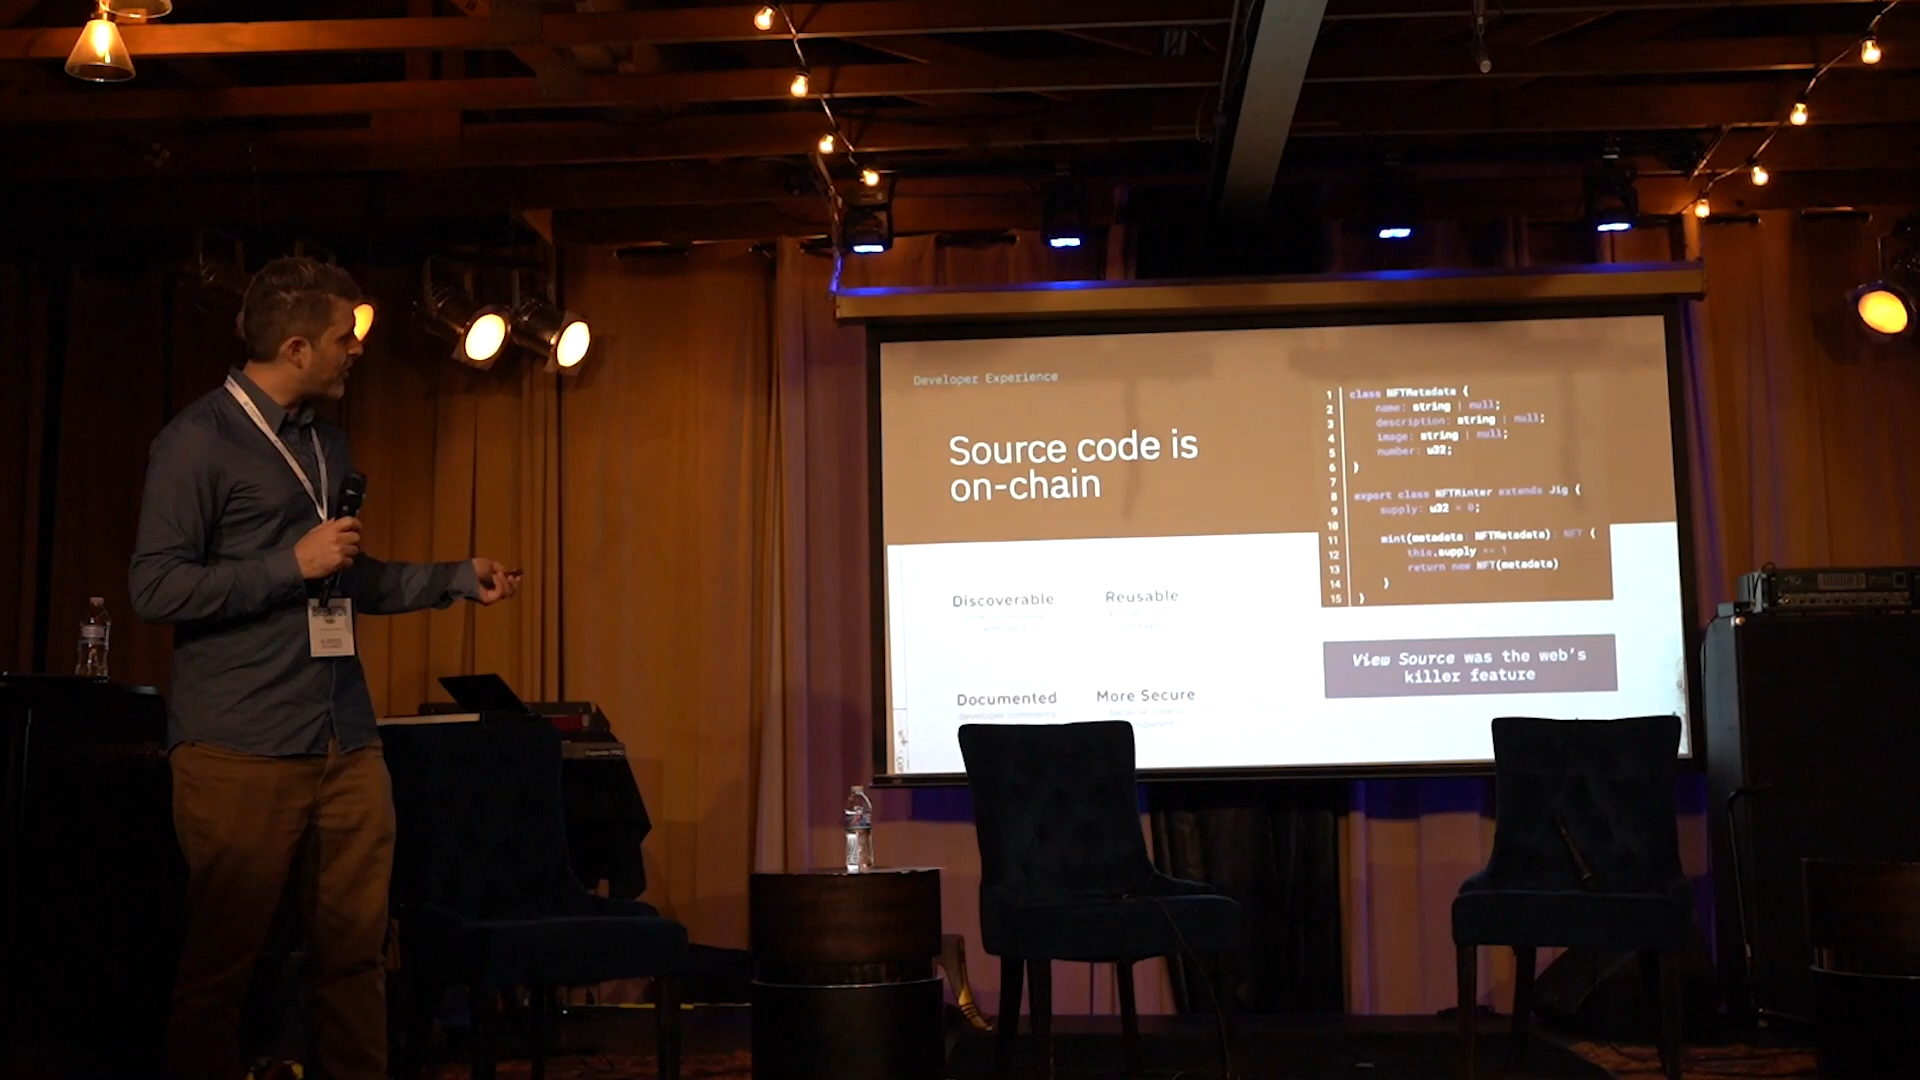 Developer Experience
Source code is
on-chain
1 class NFTMetadata {
2 name: string | null;
3 description: string | null;
4 image: string | null;
5 number: u32;
6 }
7
8 export class NFTMinter extends Jig {
9 supply: u32 = 0;
10
11 mint(metadata: NFTMetadata): NFT {
12 this.supply += 1
13 return new NFT(metadata)
14 }
15 }
Discoverable
Reusable
Documented
developer comments
More Secure
View Source was the web's
killer feature